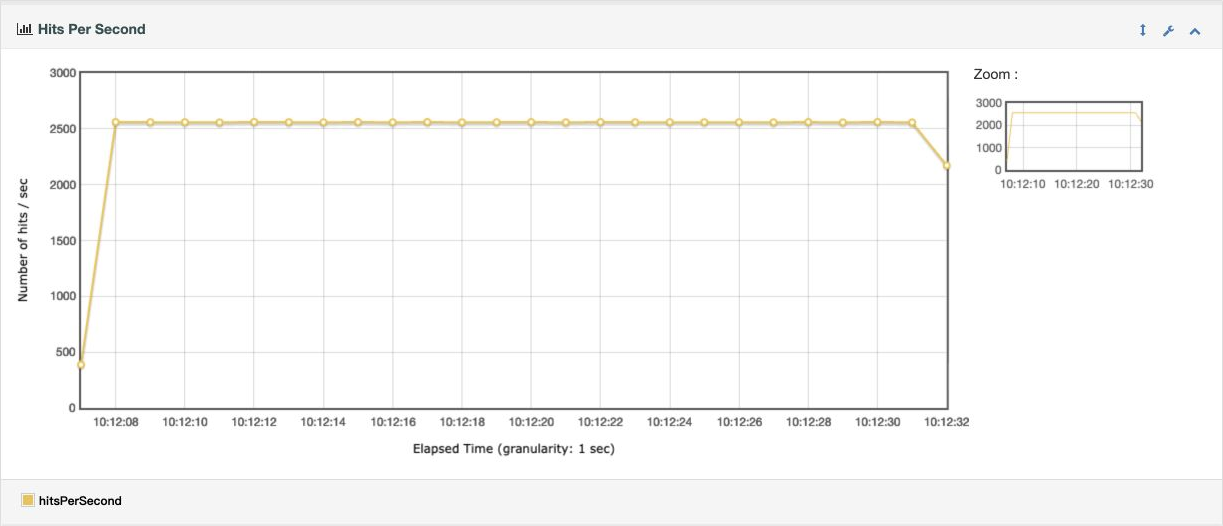 Hits Per Second
Zoom :
3000
2500
2000
1500
1000
500
0
Number of hits / sec
10:12:08 10:12:10 10:12:12 10:12:14 10:12:16 10:12:18 10:12:20 10:12:22 10:12:24 10:12:26 10:12:28 10:12:30 10:12:32
Elapsed Time (granularity: 1 sec)
3000
2000
1000
0
10:12:10 10:12:20 10:12:30
hitsPerSecond